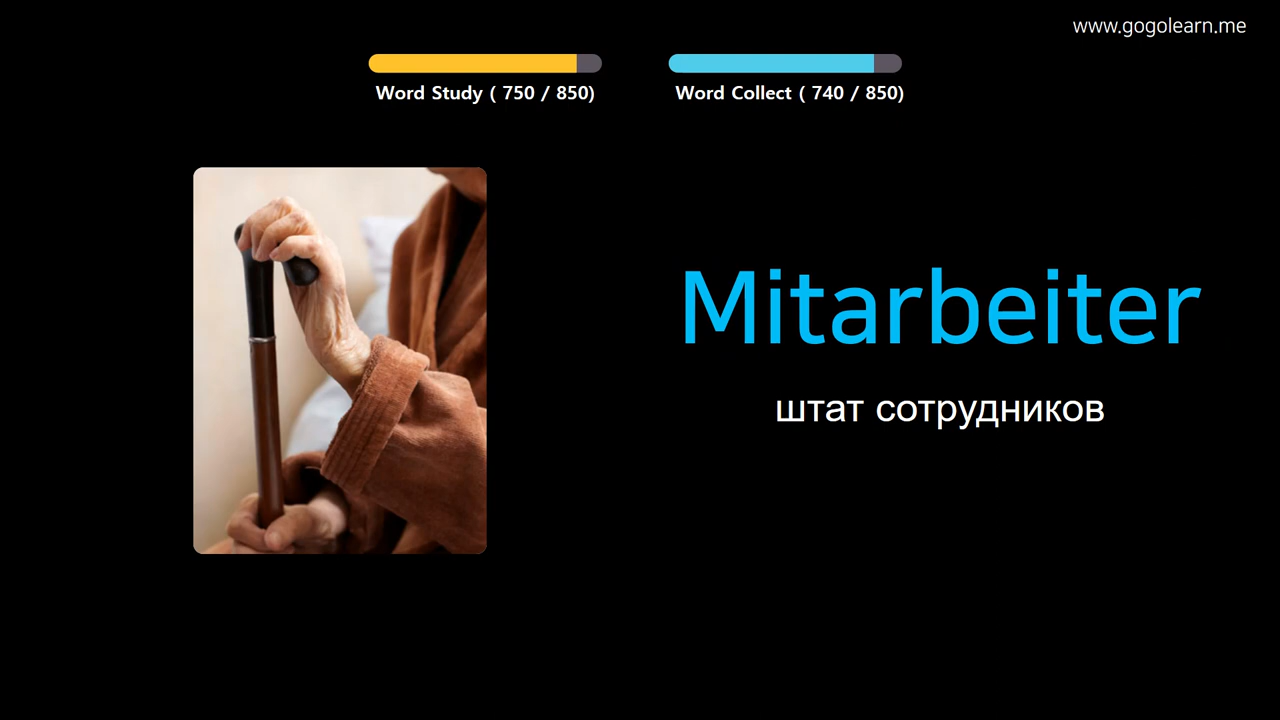 www.gogolearn.me
Word Study ( 750 / 850)
Word Collect ( 740 / 850)
Mitarbeiter
штат сотрудников